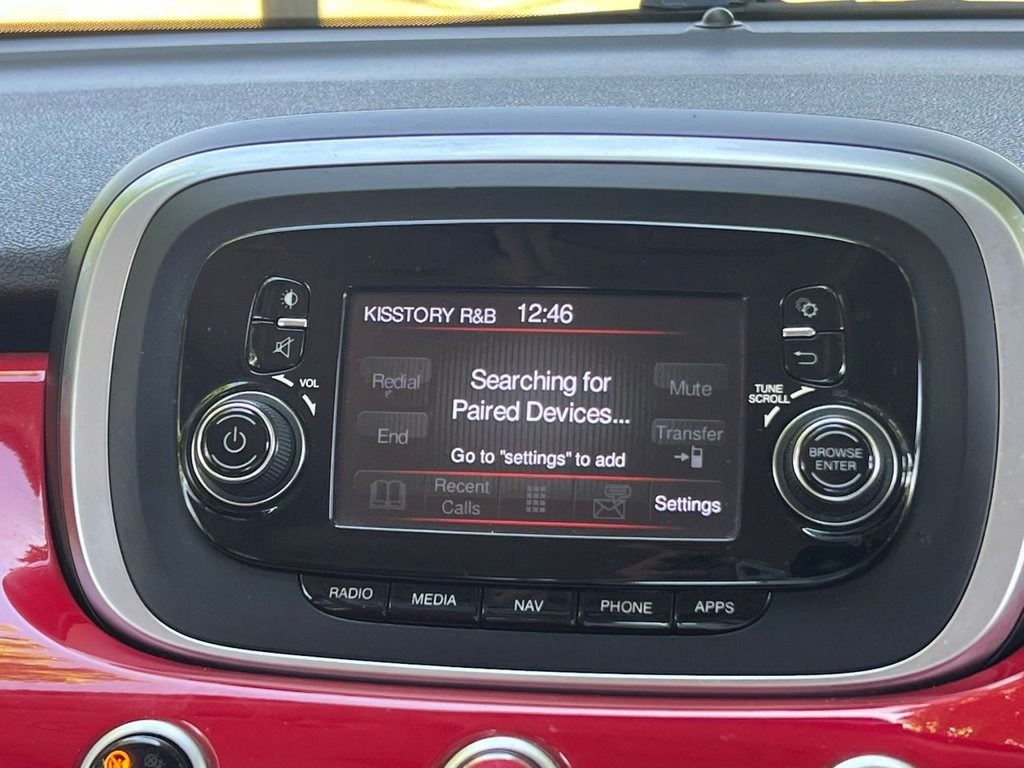 KISSTORY R&B 12:46
Redial
Searching for
Paired Devices...
Mute
End
Transfer
Go to "settings" to add
Recent
Calls
Settings
VOL
TUNE
SCROLL
BROWSE
ENTER
RADIO
MEDIA
NAV
PHONE
APPS